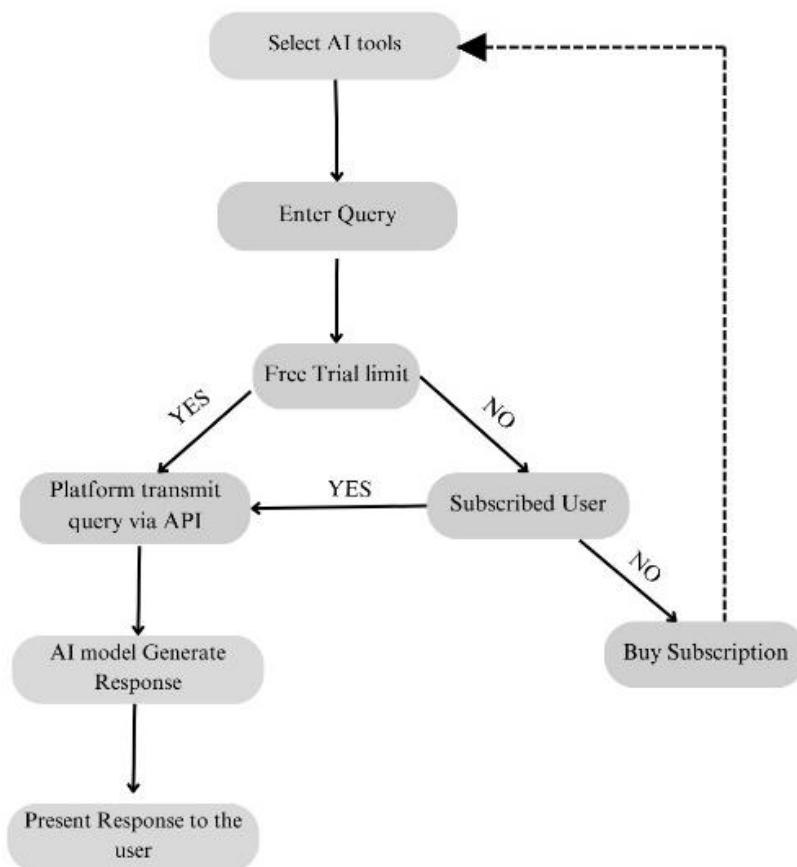 Select AI tools
Enter Query
Free Trial limit
YES
NO
Platform transmit
query via API
YES
Subscribed User
NO
AI model Generate
Response
Buy Subscription
Present Response to the
user